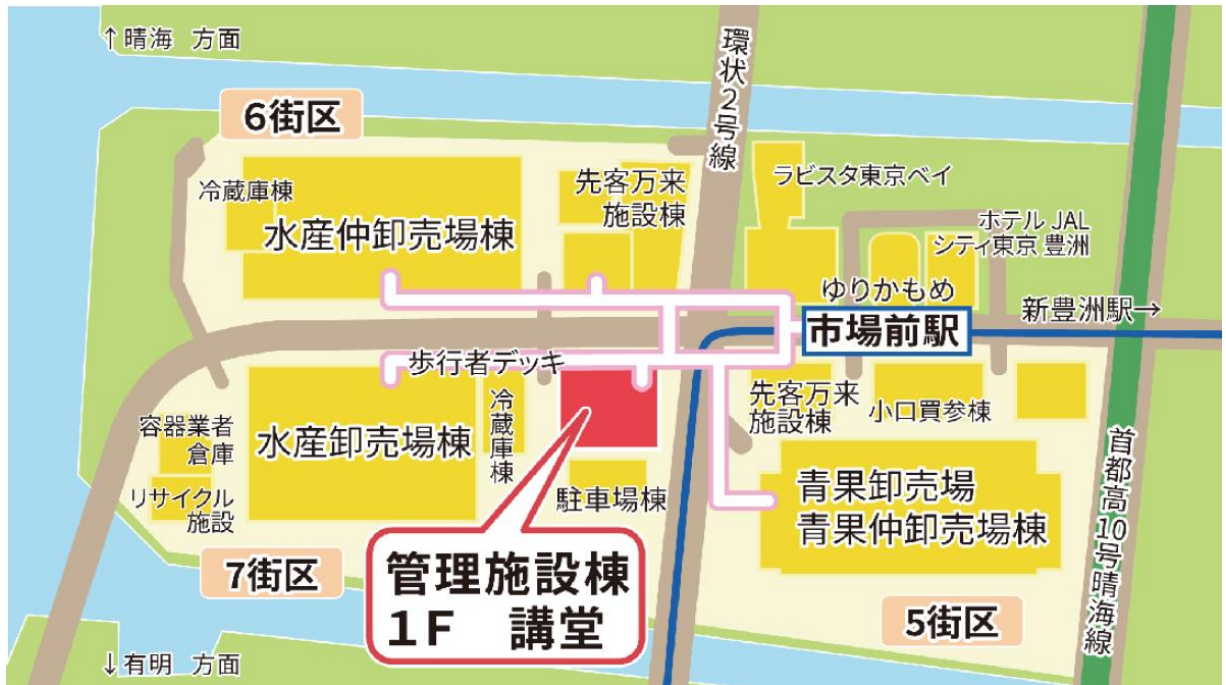 ↑晴海 方面
6街区
環状2号線
冷蔵庫棟
水産仲卸売場棟
先客万来
施設棟
ラビスタ東京ベイ
ホテル JAL
シティ東京 豊洲
ゆりかもめ
市場前駅
新豊洲駅→
歩行者デッキ
容器業者
倉庫
リサイクル
施設
水産卸売場棟
冷蔵庫棟
駐車場棟
先客万来
施設棟
小口買参棟
青果卸売場
青果仲卸売場棟
首都高10号晴海線
7街区
管理施設棟
1F 講堂
5街区
↓有明 方面